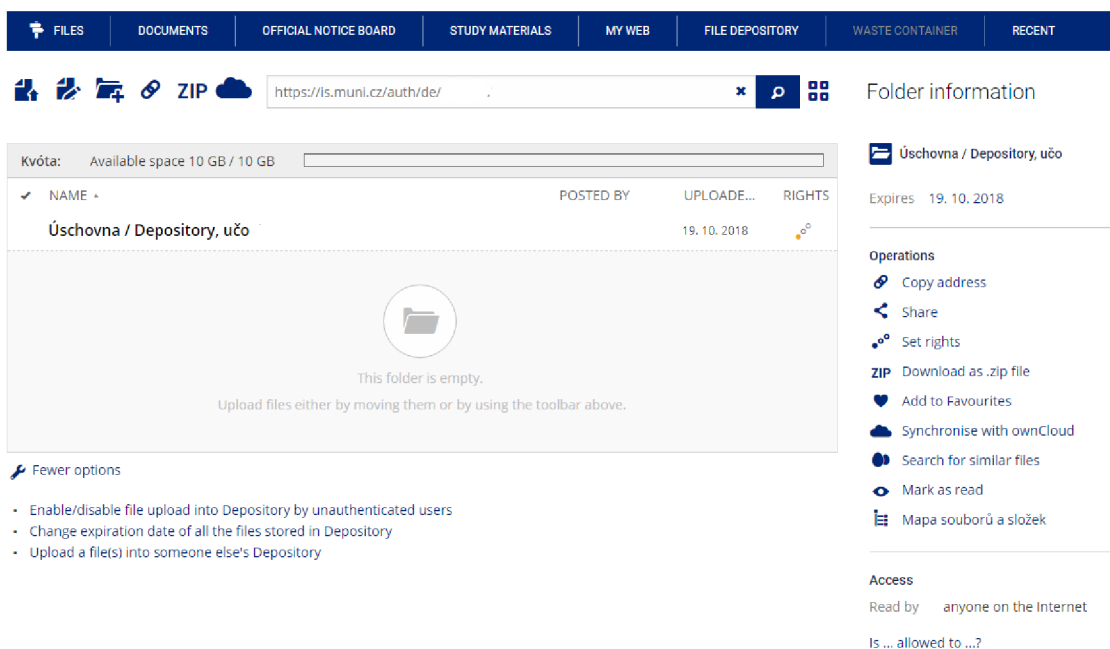 FILES DOCUMENTS OFFICIAL NOTICE BOARD STUDY MATERIALS MY WEB FILE DEPOSITORY WASTE CONTAINER RECENT
ZIP https://is.muni.cz/auth/de/ .
Kvóta: Available space 10 GB / 10 GB
NAME POSTED BY UPLOADE... RIGHTS
Úschovna / Depository, učo 19. 10. 2018
This folder is empty.
Upload files either by moving them or by using the toolbar above.
Fewer options
Enable/disable file upload into Depository by unauthenticated users
Change expiration date of all the files stored in Depository
Upload a file(s) into someone else's Depository
Folder information
Úschovna / Depository, učo
Expires 19. 10. 2018
Operations
Copy address
Share
Set rights
ZIP Download as .zip file
Add to Favourites
Synchronise with ownCloud
Search for similar files
Mark as read
Mapa souborů a složek
Access
Read by anyone on the Internet
Is ... allowed to ...?